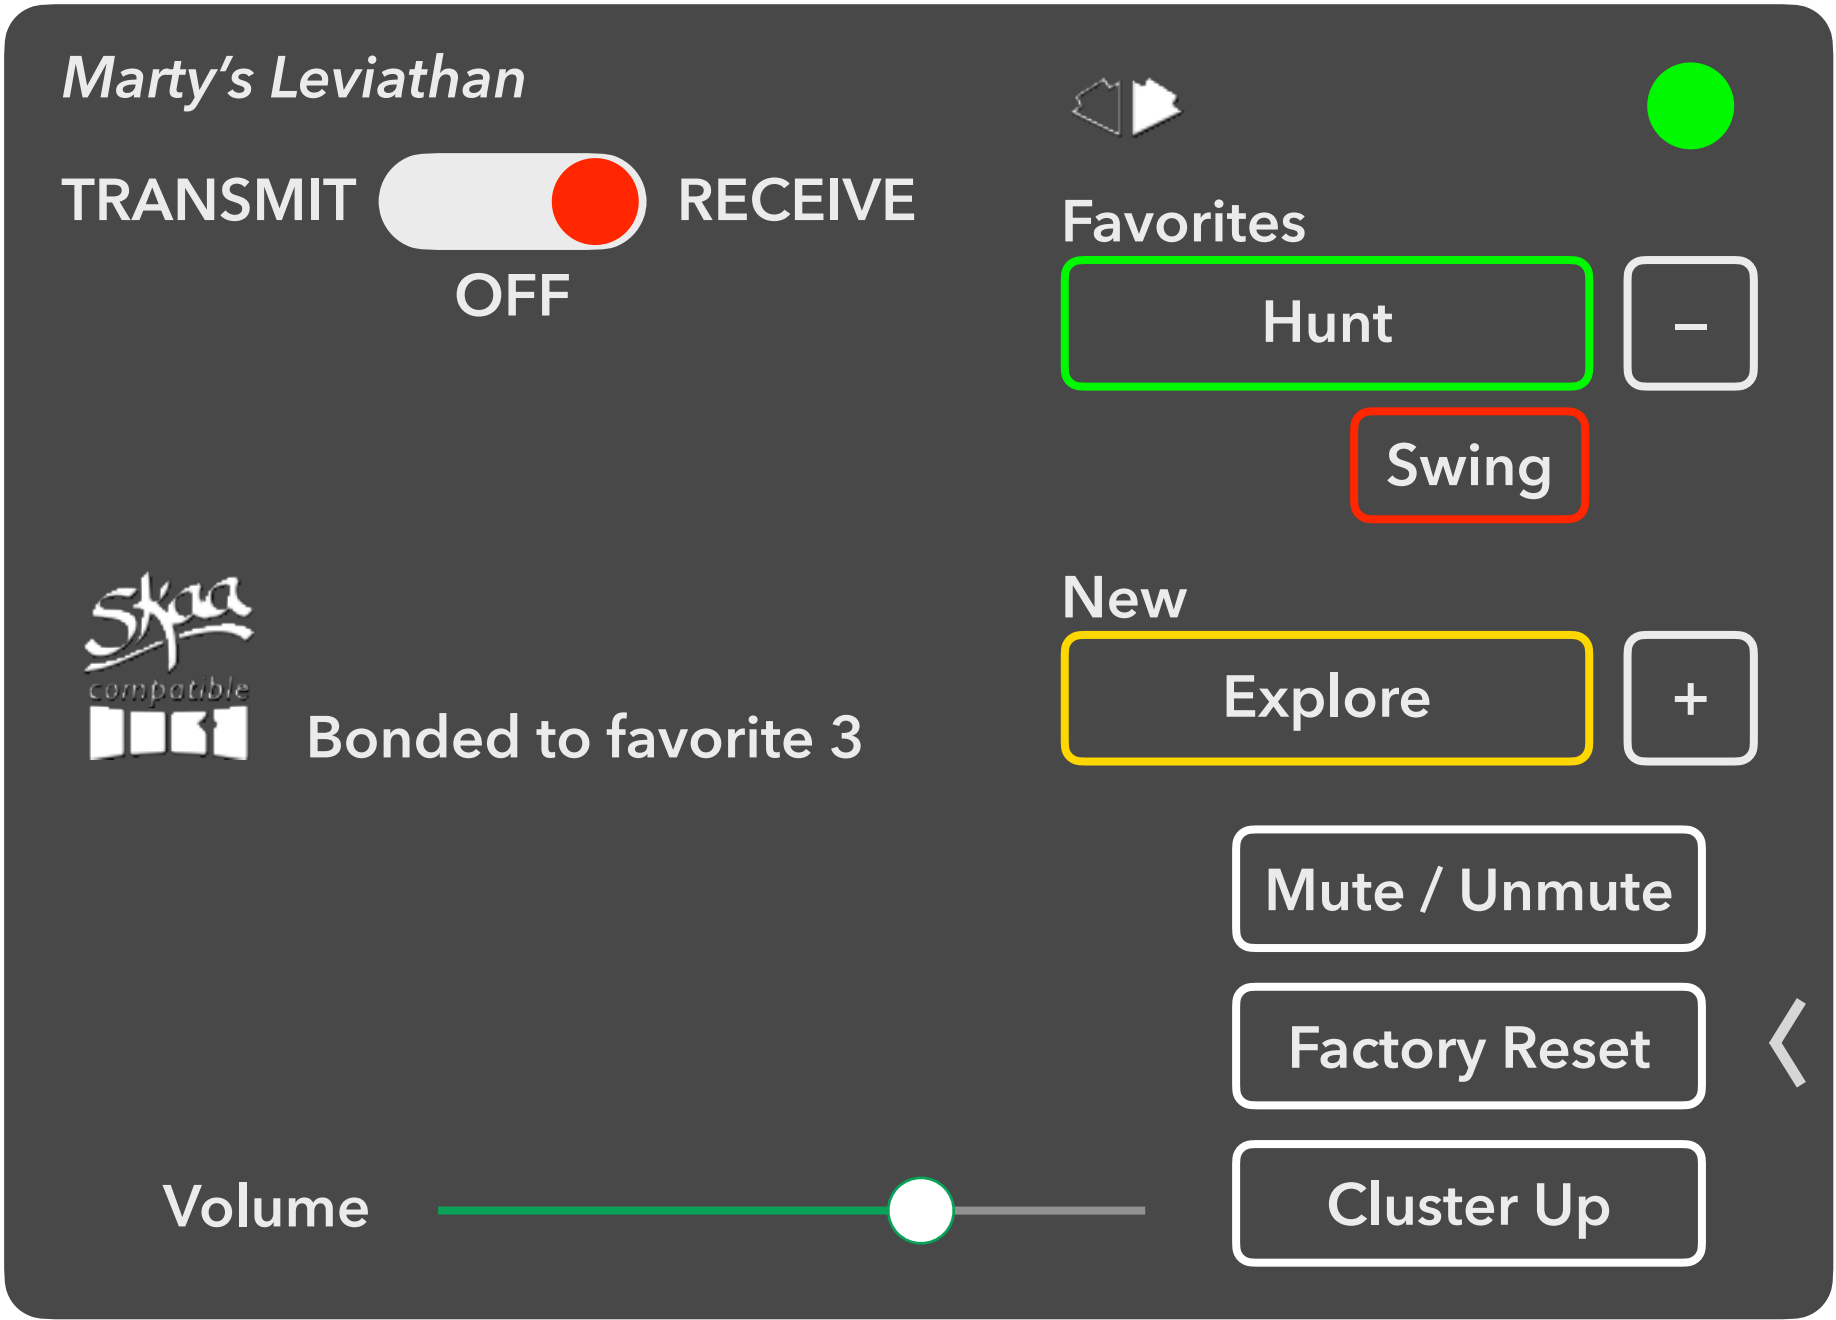 Marty’s Leviathan
TRANSMIT
RECEIVE
OFF
Favorites
Hunt
–
Swing
skaa
compatible
Bonded to favorite 3
New
Explore
+
Mute / Unmute
Factory Reset
Cluster Up
Volume